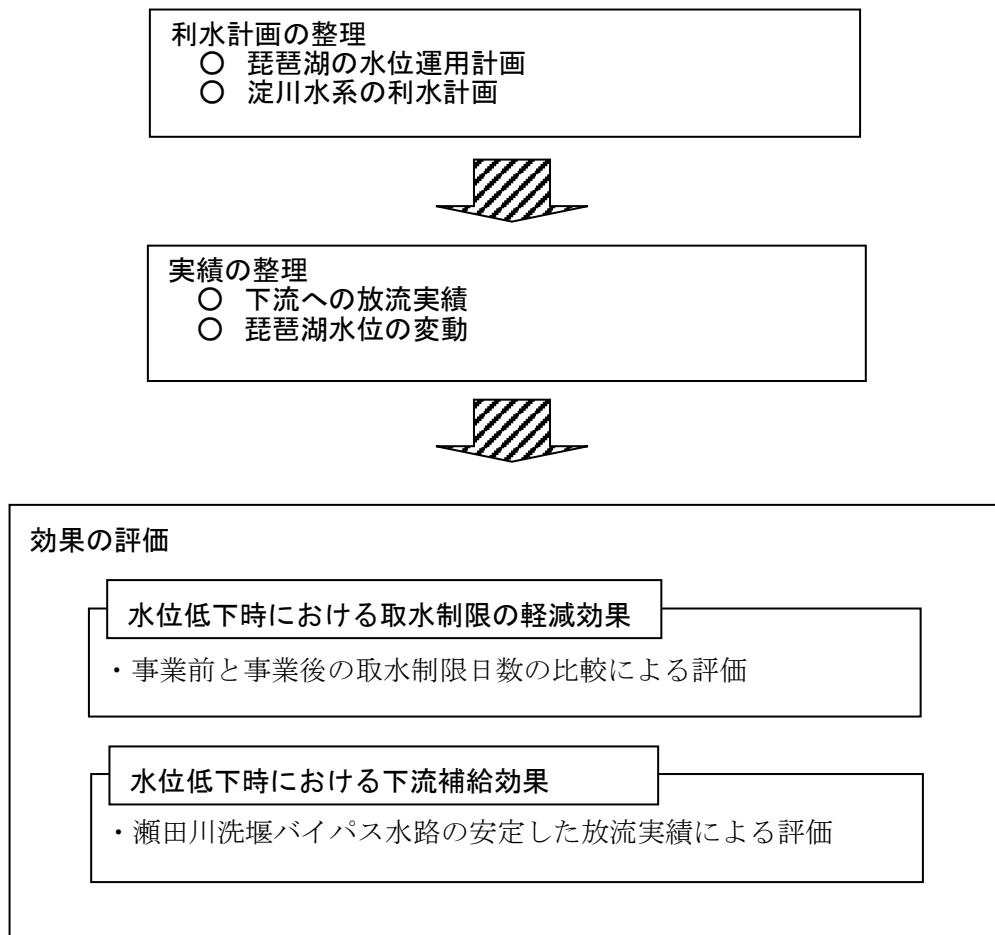 利水計画の整理
○ 琵琶湖の水位運用計画
○ 淀川水系の利水計画
実績の整理
○ 下流への放流実績
○ 琵琶湖水位の変動
効果の評価
水位低下時における取水制限の軽減効果
・事業前と事業後の取水制限日数の比較による評価
水位低下時における下流補給効果
・瀬田川洗堰バイパス水路の安定した放流実績による評価